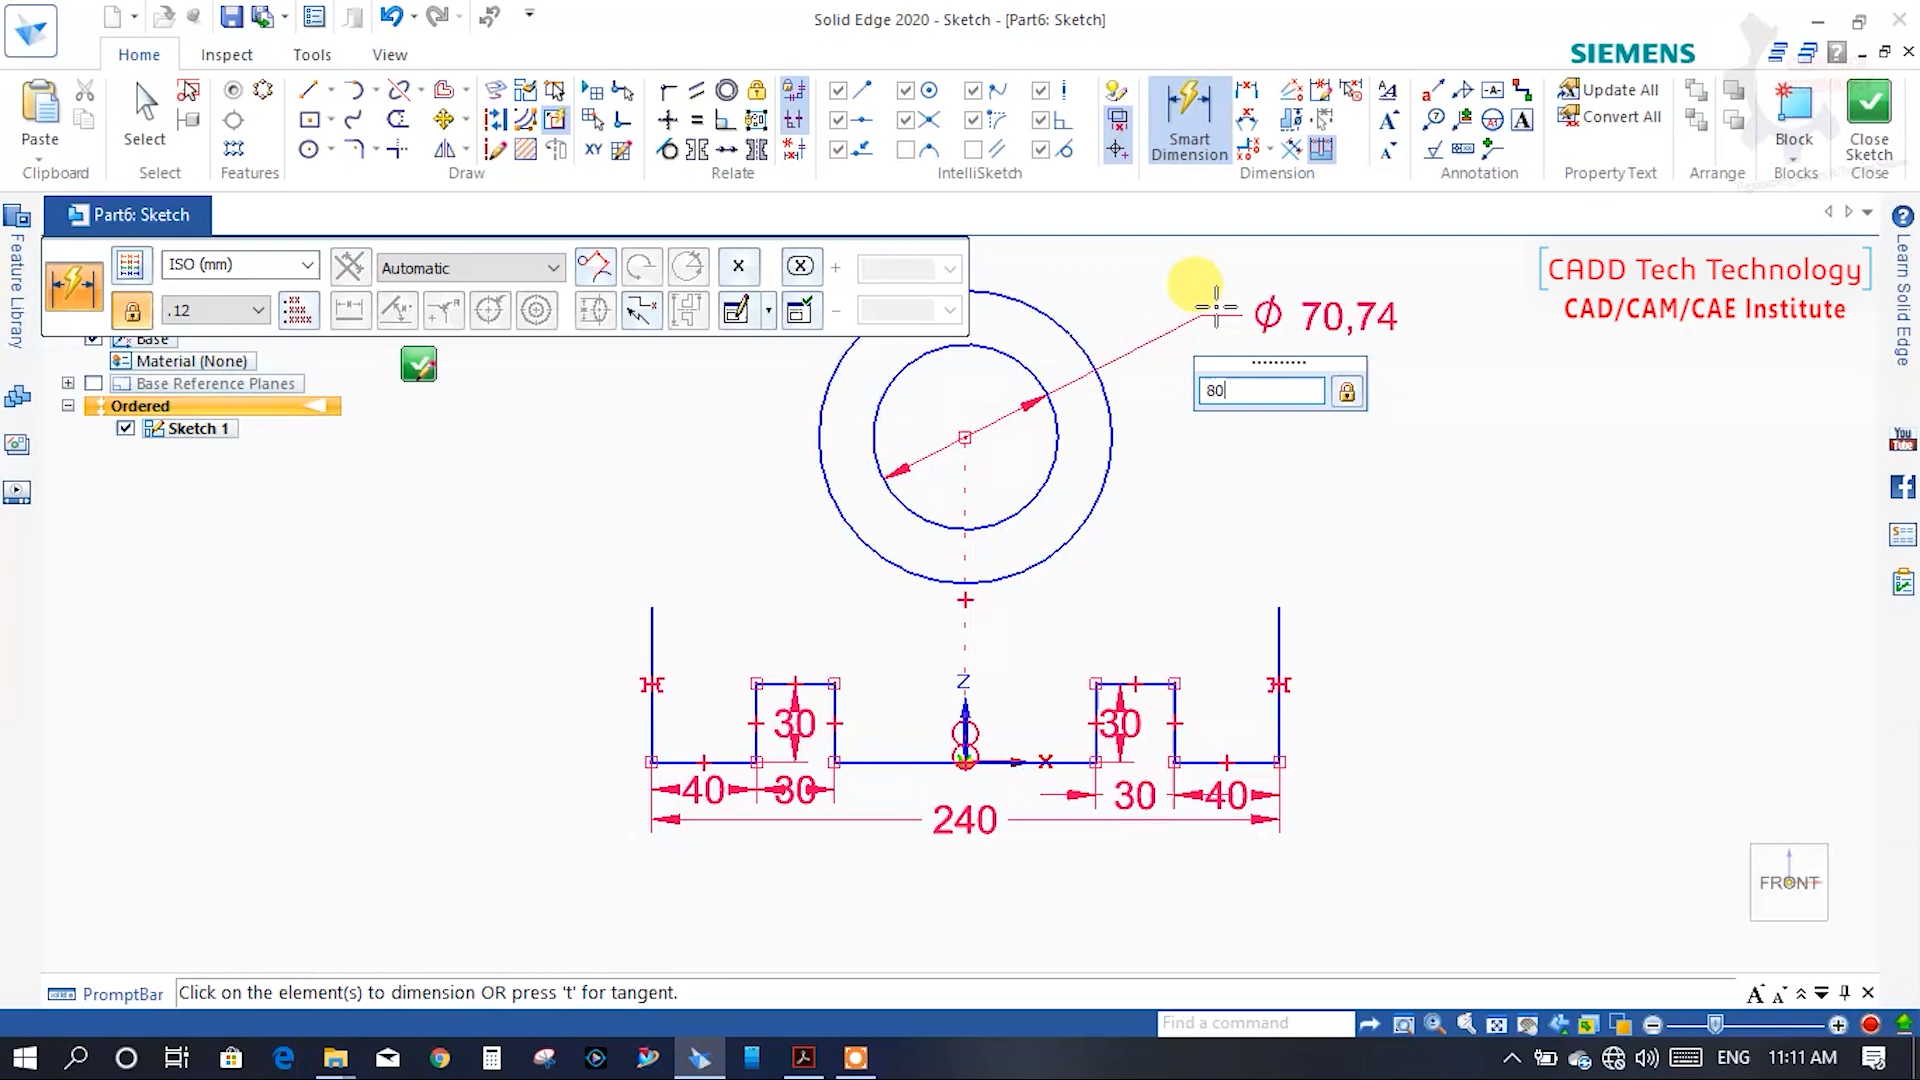 Solid Edge 2020 - Sketch - [Part6: Sketch]
Home
Inspect
Tools
View
SIEMENS
Paste
Clipboard
Select
Select
Features
Draw
XY
Relate
IntelliSketch
Smart
Dimension
Dimension
Annotation
Update All
Convert All
Property Text
Arrange
Block
Blocks
Close
Sketch
Close
Part6: Sketch
ISO (mm)
Automatic
.12
Base
Material (None)
Base Reference Planes
Ordered
Sketch 1
Feature Library
Learn Solid Edge
CADD Tech Technology
CAD/CAM/CAE Institute
Ø 70,74
80
Z
X
30
30
40
30
30
40
240
FRONT
PromptBar
Click on the element(s) to dimension OR press 't' for tangent.
Find a command
ENG
11:11 AM